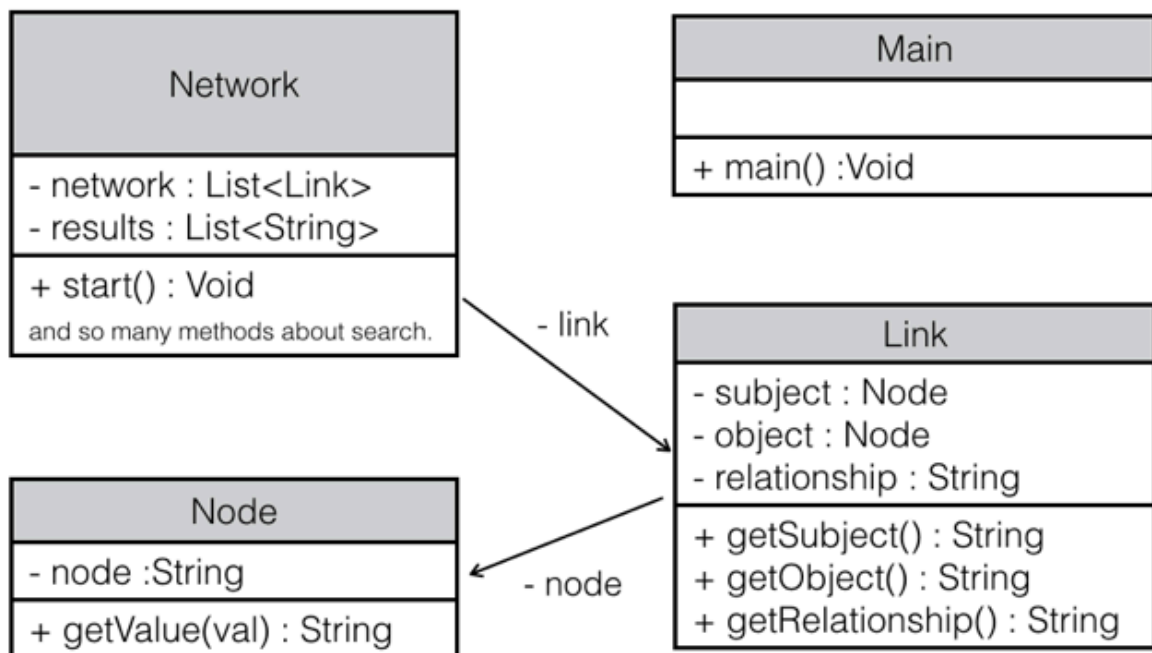 Network
- network : List<Link>
- results : List<String>
+ start() : Void
and so many methods about search.
Main
+ main() :Void
- link
Link
- subject : Node
- object : Node
- relationship : String
+ getSubject() : String
+ getObject() : String
+ getRelationship() : String
- node
Node
- node :String
+ getValue(val) : String